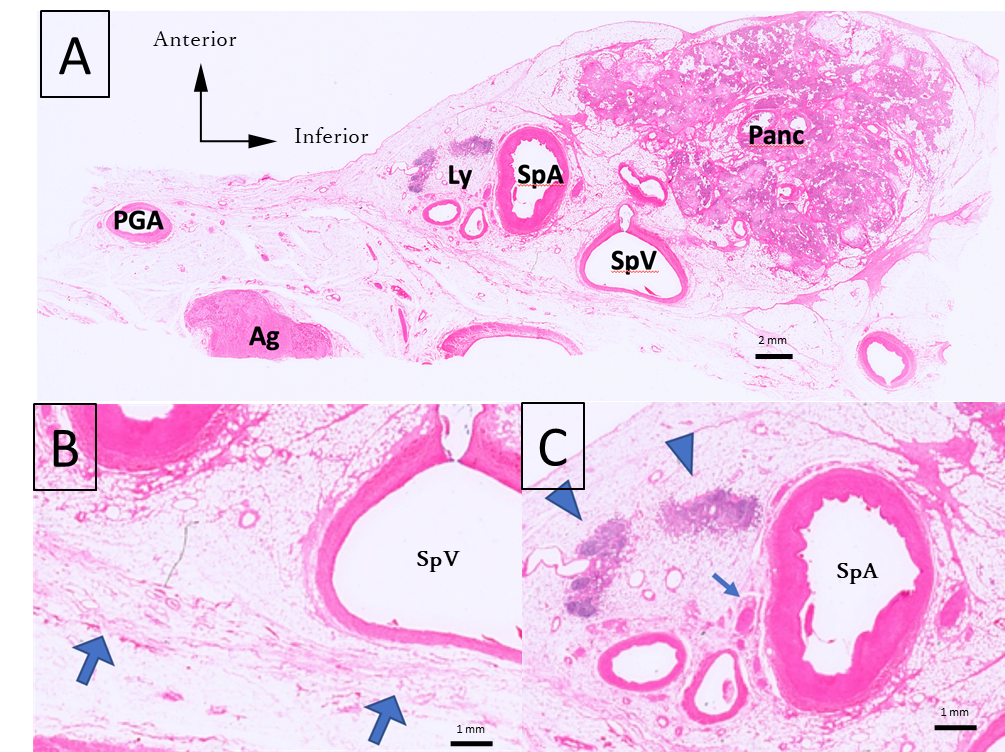 A
Anterior
Inferior
Panc
Ly
SpA
PGA
SpV
Ag
2 mm
B
SpV
1 mm
C
SpA
1 mm